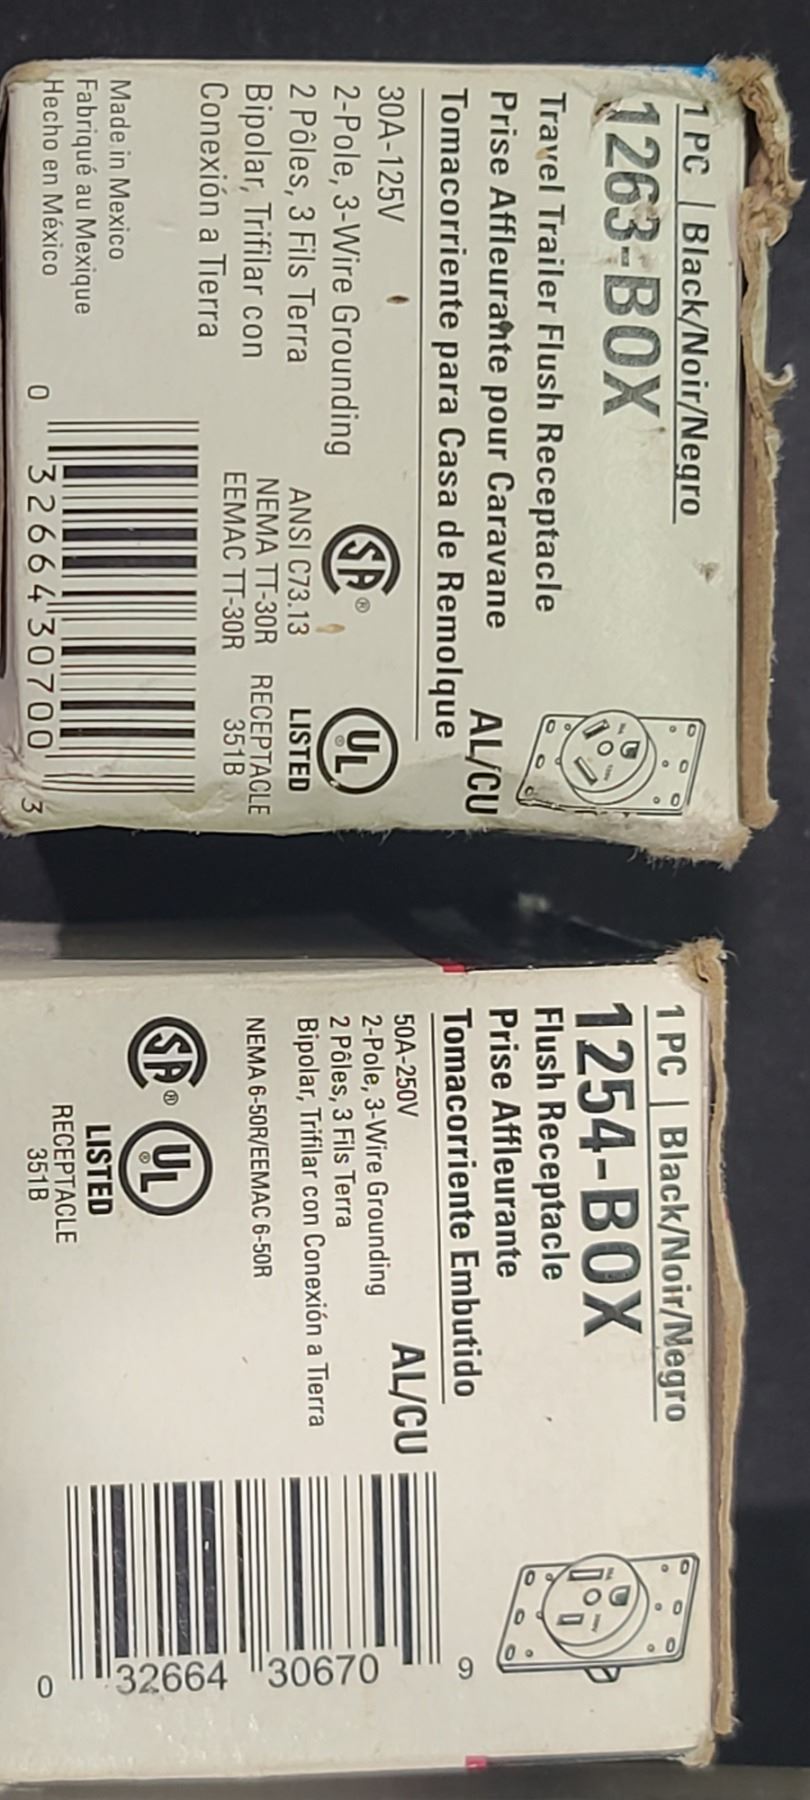 1 PC | Black/Noir/Negro
1263-BOX
Travel Trailer Flush Receptacle
Prise Affleurante pour Caravane
Tomacorriente para Casa de Remolque
AL/CU
30A-125V
2-Pole, 3-Wire Grounding
2 Pôles, 3 Fils Terra
Bipolar, Trifilar con
Conexión a Tierra
SA®
ANSI C73.13
NEMA TT-30R
EEMAC TT-30R
UL®
LISTED
RECEPTACLE
351B
Made in Mexico
Fabriqué au Mexique
Hecho en México
0 32664 30700 3
1 PC | Black/Noir/Negro
1254-BOX
Flush Receptacle
Prise Affleurante
Tomacorriente Embutido
AL/CU
50A-250V
2-Pole, 3-Wire Grounding
2 Pôles, 3 Fils Terra
Bipolar, Trifilar con Conexión a Tierra
NEMA 6-50R/EEMAC 6-50R
SA® UL®
LISTED
RECEPTACLE
351B
0 32664 30670 9